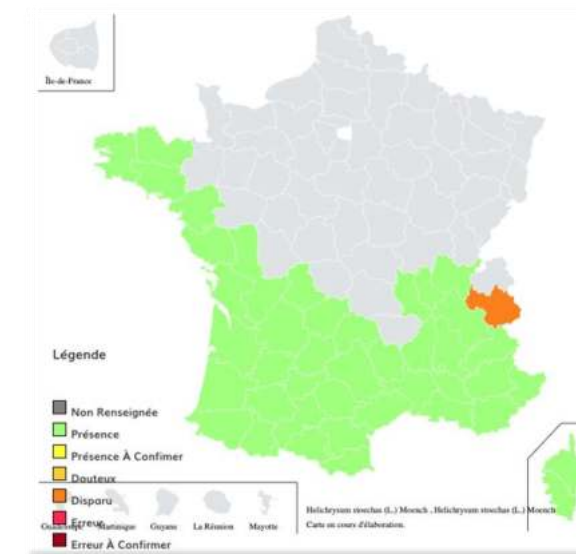 Île-de-France
Légende
Non Renseignée
Présence
Présence À Confimer
Douteux
Disparu
Erreur
Erreur À Confirmer
Guadeloupe Martinique Guyane La Réunion Mayotte
Helichrysum stoechas (L.) Moench , Helichrysum stoechas (L.) Moench
Carte en cours d'élaboration.